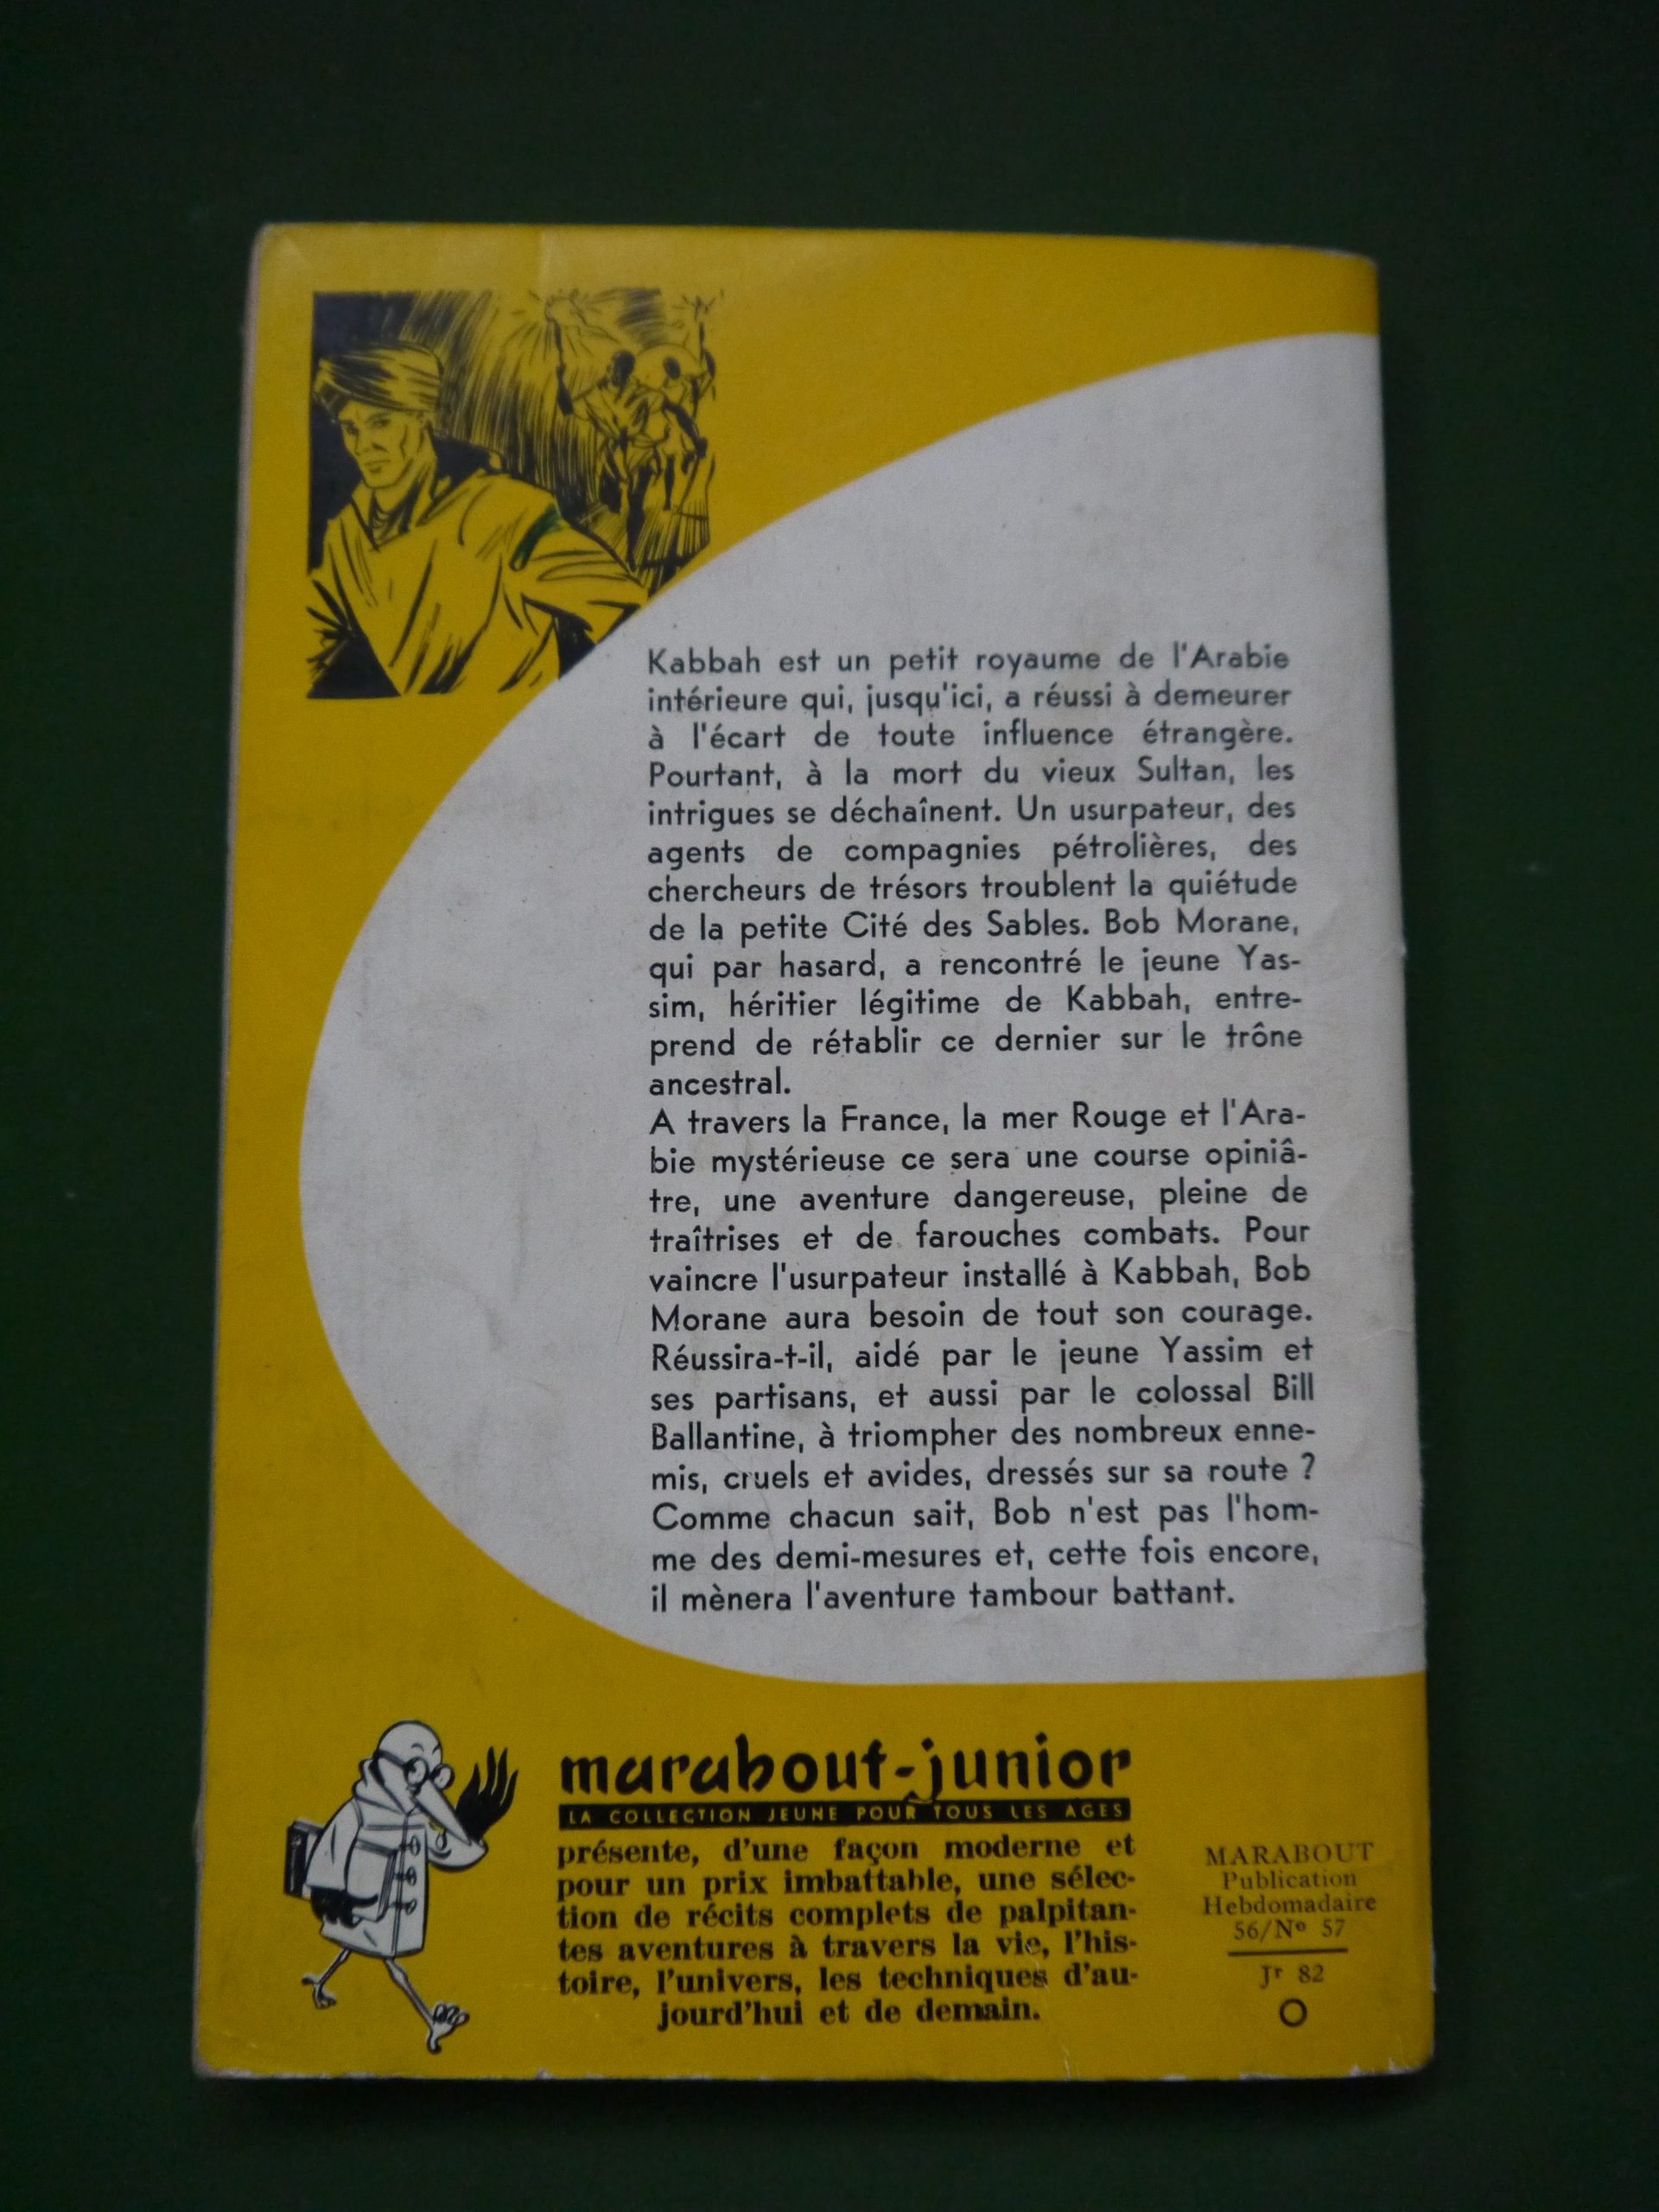 Kabbah est un petit royaume de l'Arabie
intérieure qui, jusqu'ici, a réussi à demeurer
à l'écart de toute influence étrangère.
Pourtant, à la mort du vieux Sultan, les
intrigues se déchaînent. Un usurpateur, des
agents de compagnies pétrolières, des
chercheurs de trésors troublent la quiétude
de la petite Cité des Sables. Bob Morane,
qui par hasard, a rencontré le jeune Yas-
sim, héritier légitime de Kabbah, entre-
prend de rétablir ce dernier sur le trône
ancestral.
A travers la France, la mer Rouge et l'Ara-
bie mystérieuse ce sera une course opiniâ-
tre, une aventure dangereuse, pleine de
traîtrises et de farouches combats. Pour
vaincre l'usurpateur installé à Kabbah, Bob
Morane aura besoin de tout son courage.
Réussira-t-il, aidé par le jeune Yassim et
ses partisans, et aussi par le colossal Bill
Ballantine, à triompher des nombreux enne-
mis, cruels et avides, dressés sur sa route ?
Comme chacun sait, Bob n'est pas l'hom-
me des demi-mesures et, cette fois encore,
il mènera l'aventure tambour battant.
marabout-junior
LA COLLECTION JEUNE POUR TOUS LES AGES
présente, d'une façon moderne et
pour un prix imbattable, une sélec-
tion de récits complets de palpitan-
tes aventures à travers la vie, l'his-
toire, l'univers, les techniques d'au-
jourd'hui et de demain.
MARABOUT
Publication
Hebdomadaire
56/Nº 57
Jr 82
O